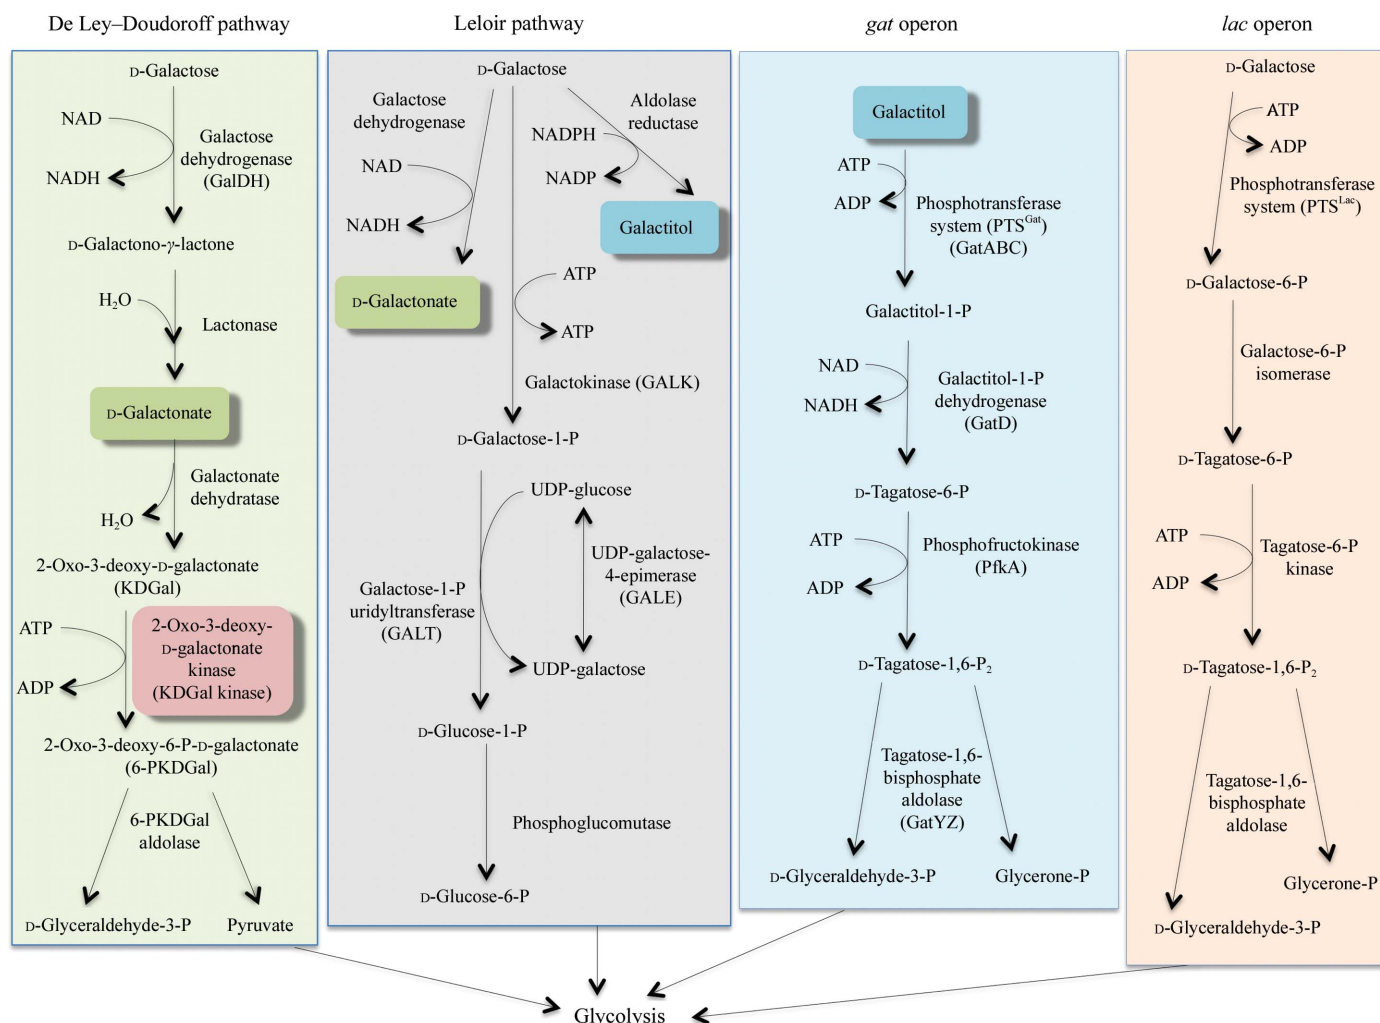 De Ley–Doudoroff pathway
D-Galactose
NAD
NADH
Galactose
dehydrogenase
(GalDH)
D-Galactono-γ-lactone
H2O
Lactonase
D-Galactonate
Galactonate
dehydratase
H2O
2-Oxo-3-deoxy-D-galactonate
(KDGal)
ATP
ADP
2-Oxo-3-deoxy-
D-galactonate
kinase
(KDGal kinase)
2-Oxo-3-deoxy-6-P-D-galactonate
(6-PKDGal)
6-PKDGal
aldolase
D-Glyceraldehyde-3-P
Pyruvate
Leloir pathway
D-Galactose
Galactose
dehydrogenase
NAD
NADH
D-Galactonate
Aldolase
reductase
NADPH
NADP
Galactitol
ATP
ATP
Galactokinase (GALK)
D-Galactose-1-P
UDP-glucose
UDP-galactose-
4-epimerase
(GALE)
Galactose-1-P
uridyltransferase
(GALT)
UDP-galactose
D-Glucose-1-P
Phosphoglucomutase
D-Glucose-6-P
gat operon
Galactitol
ATP
ADP
Phosphotransferase
system (PTSGat)
(GatABC)
Galactitol-1-P
NAD
NADH
Galactitol-1-P
dehydrogenase
(GatD)
D-Tagatose-6-P
ATP
ADP
Phosphofructokinase
(PfkA)
D-Tagatose-1,6-P2
Tagatose-1,6-
bisphosphate
aldolase
(GatYZ)
D-Glyceraldehyde-3-P
Glycerone-P
lac operon
D-Galactose
ATP
ADP
Phosphotransferase
system (PTSLac)
D-Galactose-6-P
Galactose-6-P
isomerase
D-Tagatose-6-P
ATP
ADP
Tagatose-6-P
kinase
D-Tagatose-1,6-P2
Tagatose-1,6-
bisphosphate
aldolase
Glycerone-P
D-Glyceraldehyde-3-P
Glycolysis